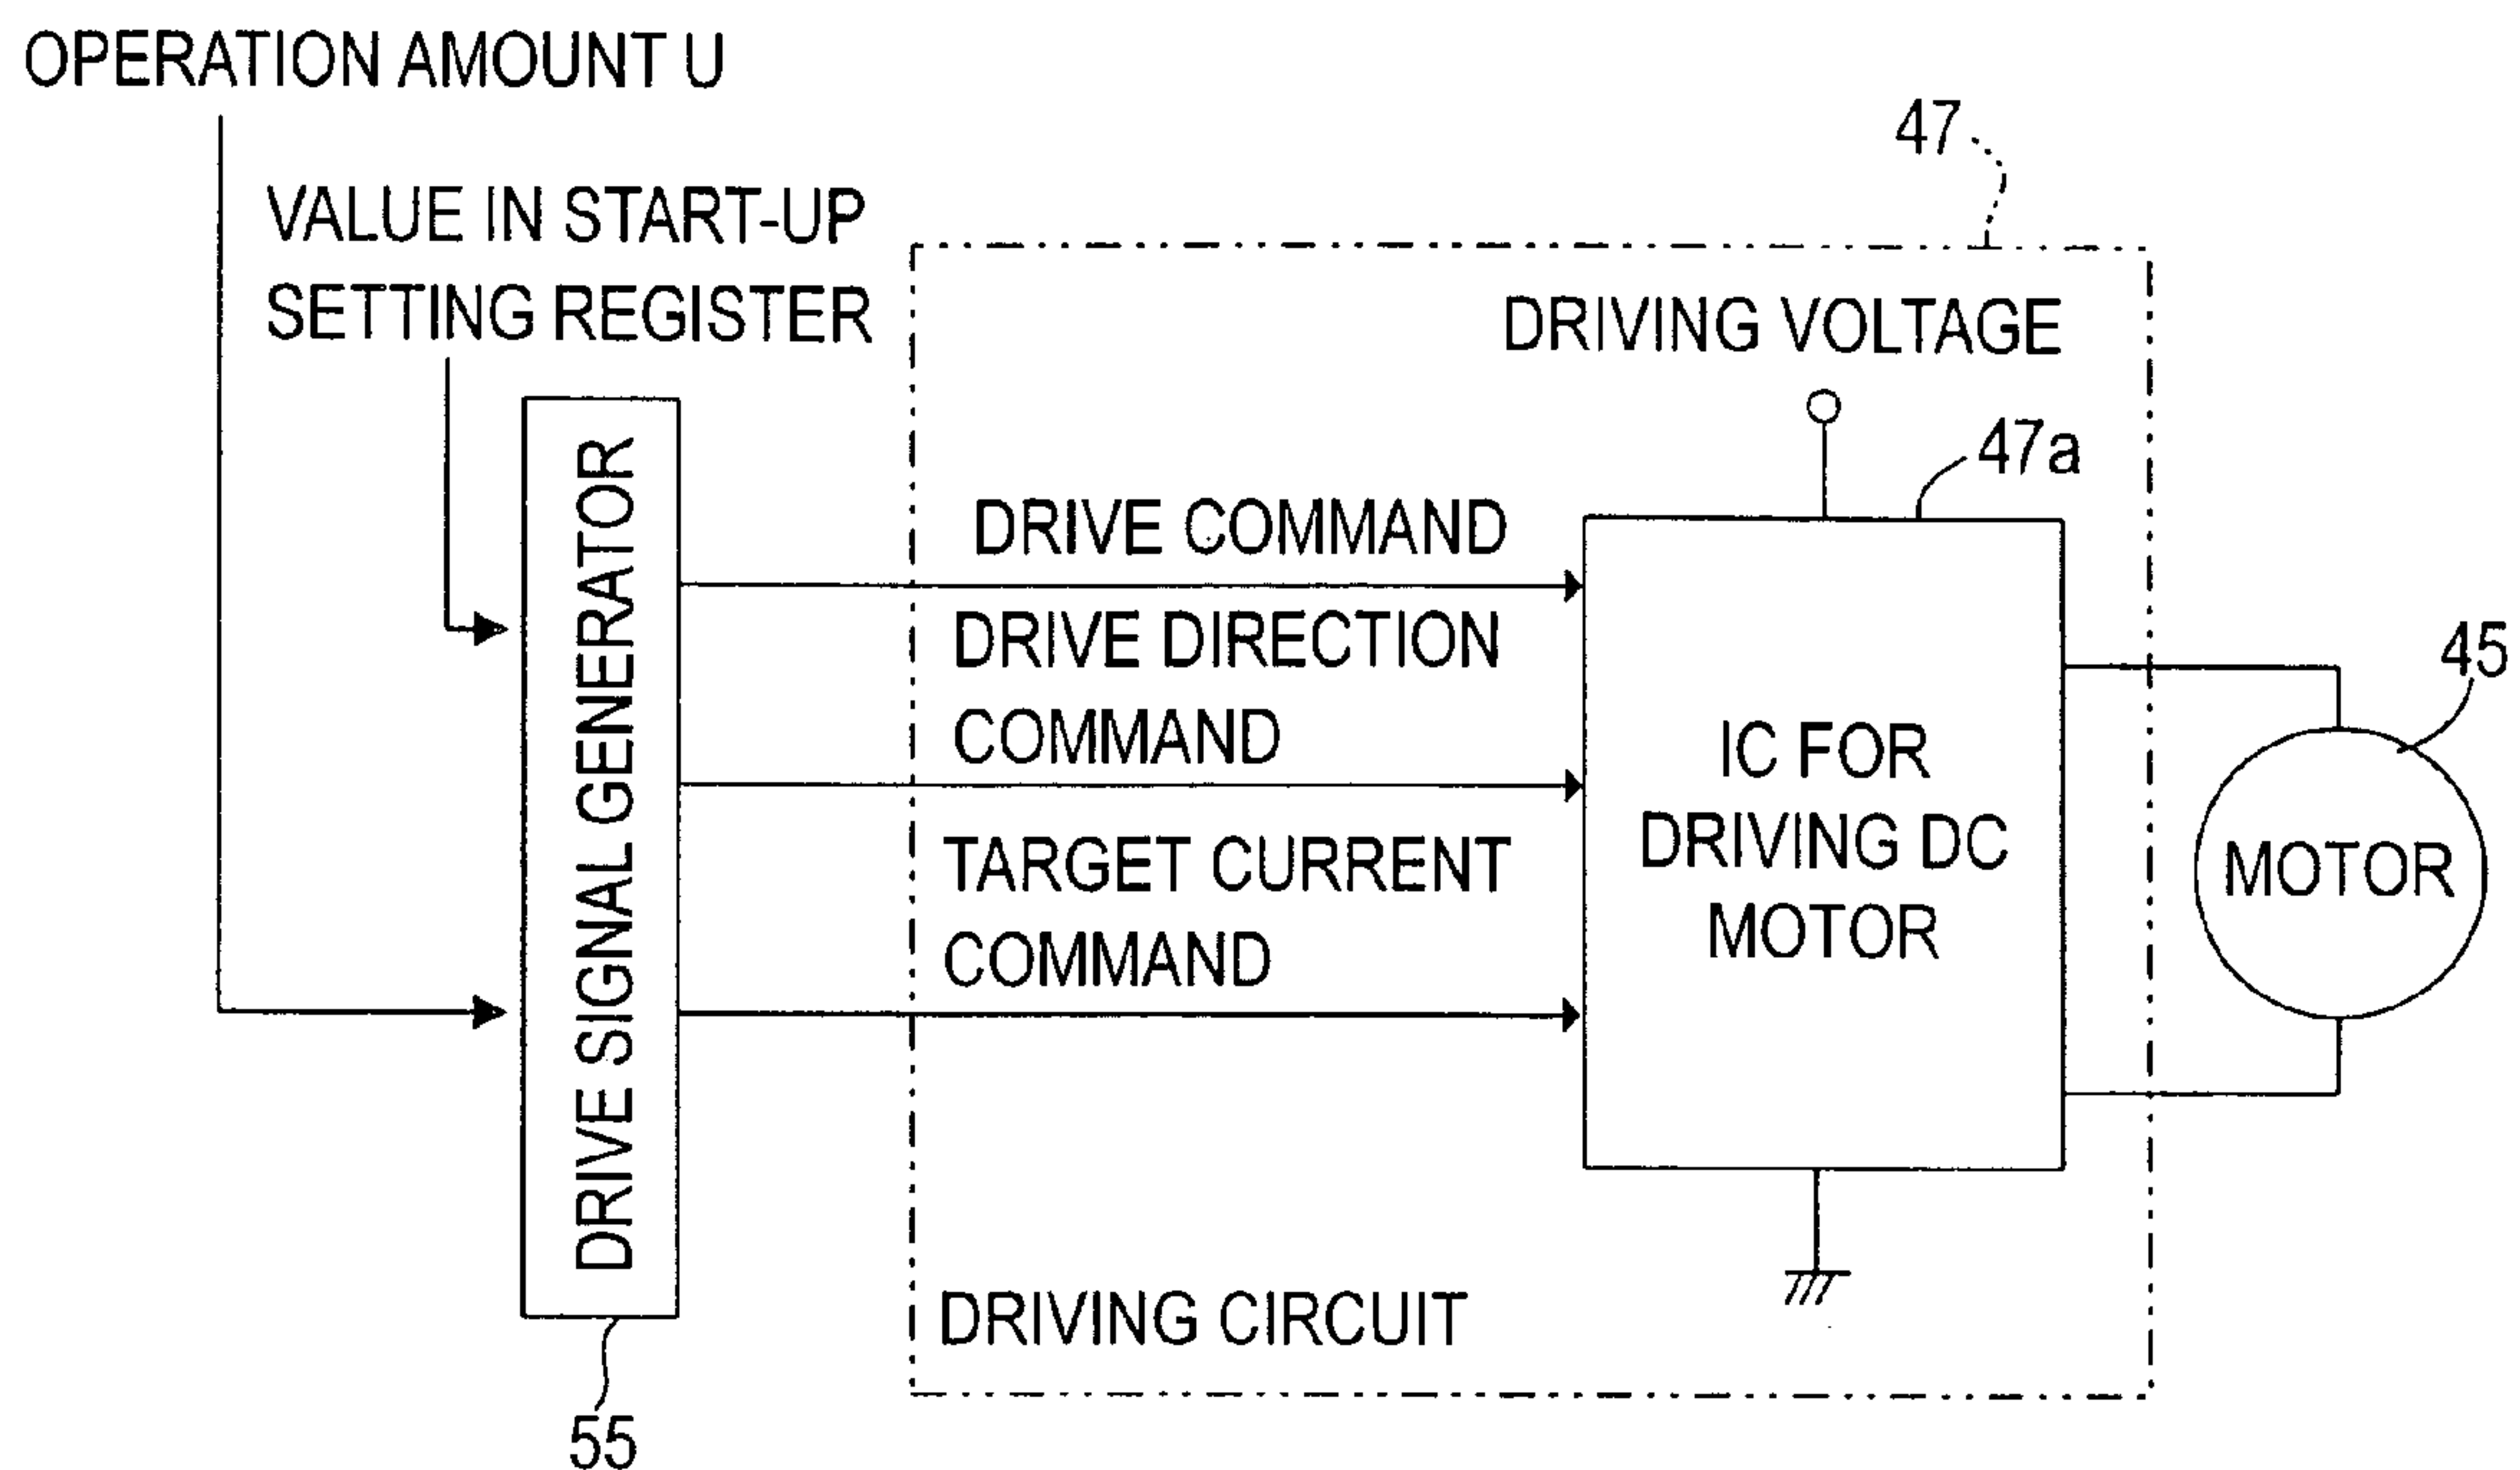 OPERATION AMOUNT U
VALUE IN START-UP
SETTING REGISTER
47
DRIVING VOLTAGE
47a
DRIVE COMMAND
DRIVE DIRECTION
COMMAND
TARGET CURRENT
COMMAND
DRIVE SIGNAL GENERATOR
IC FOR
DRIVING DC
MOTOR
45
MOTOR
DRIVING CIRCUIT
55